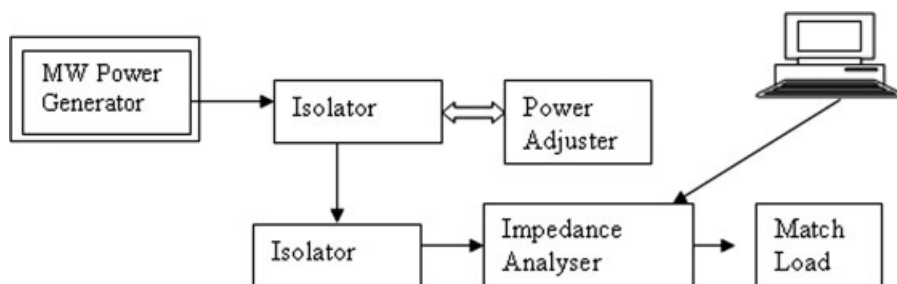 MW Power
Generator
Isolator
Power
Adjuster
Isolator
Impedance
Analyser
Match
Load